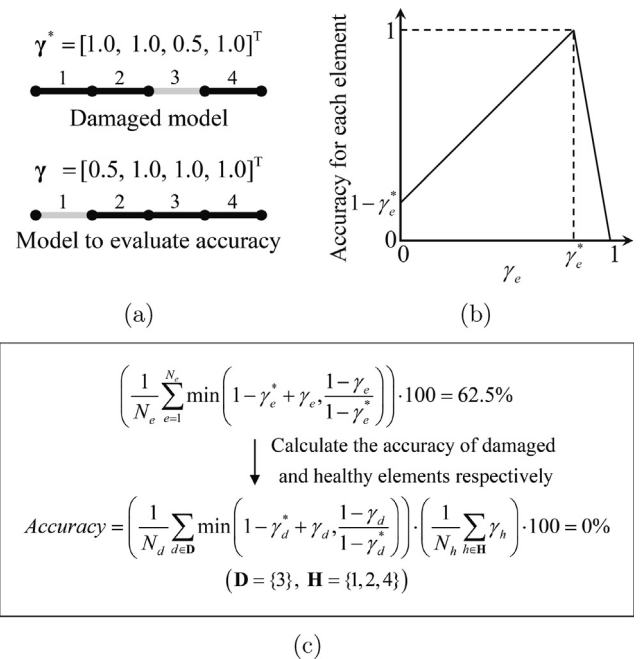 γ* = [1.0, 1.0, 0.5, 1.0]ᵀ
1 2 3 4
Damaged model
γ = [0.5, 1.0, 1.0, 1.0]ᵀ
1 2 3 4
Model to evaluate accuracy
(a)
Accuracy for each element
1
1−γₑ*
0
0 γₑ* 1
γₑ
(b)
(1/Nₑ ∑_{e=1}^{Nₑ} min(1−γₑ*+γₑ, (1−γₑ)/(1−γₑ*)))·100 = 62.5%
Calculate the accuracy of damaged
and healthy elements respectively
Accuracy = (1/N_d ∑_{d∈D} min(1−γ_d*+γ_d, (1−γ_d)/(1−γ_d*)))·(1/N_h ∑_{h∈H} γ_h)·100 = 0%
(D = {3}, H = {1,2,4})
(c)